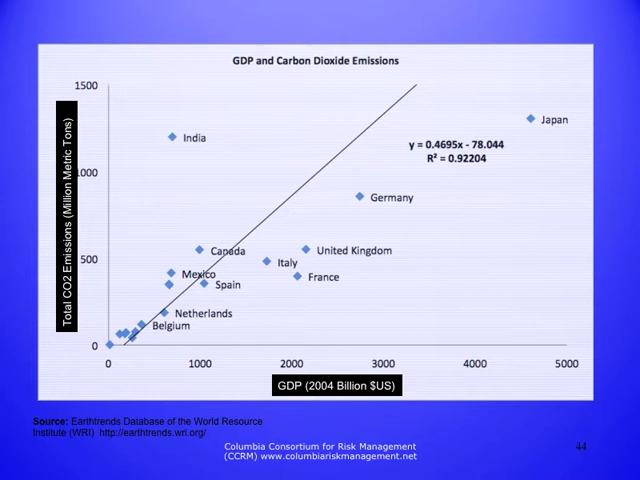 GDP and Carbon Dioxide Emissions
1500
India
Japan
y = 0.4695x - 78.044
R² = 0.92204
1000
Germany
Canada
United Kingdom
500
Italy
Mexico
France
Spain
Netherlands
Belgium
0
Total CO2 Emissions (Million Metric Tons)
0 1000 2000 3000 4000 5000
GDP (2004 Billion $US)
Source: Earthtrends Database of the World Resource
Institute (WRI) http://earthtrends.wri.org/
Columbia Consortium for Risk Management
(CCRM) www.columbiariskmanagement.net
44